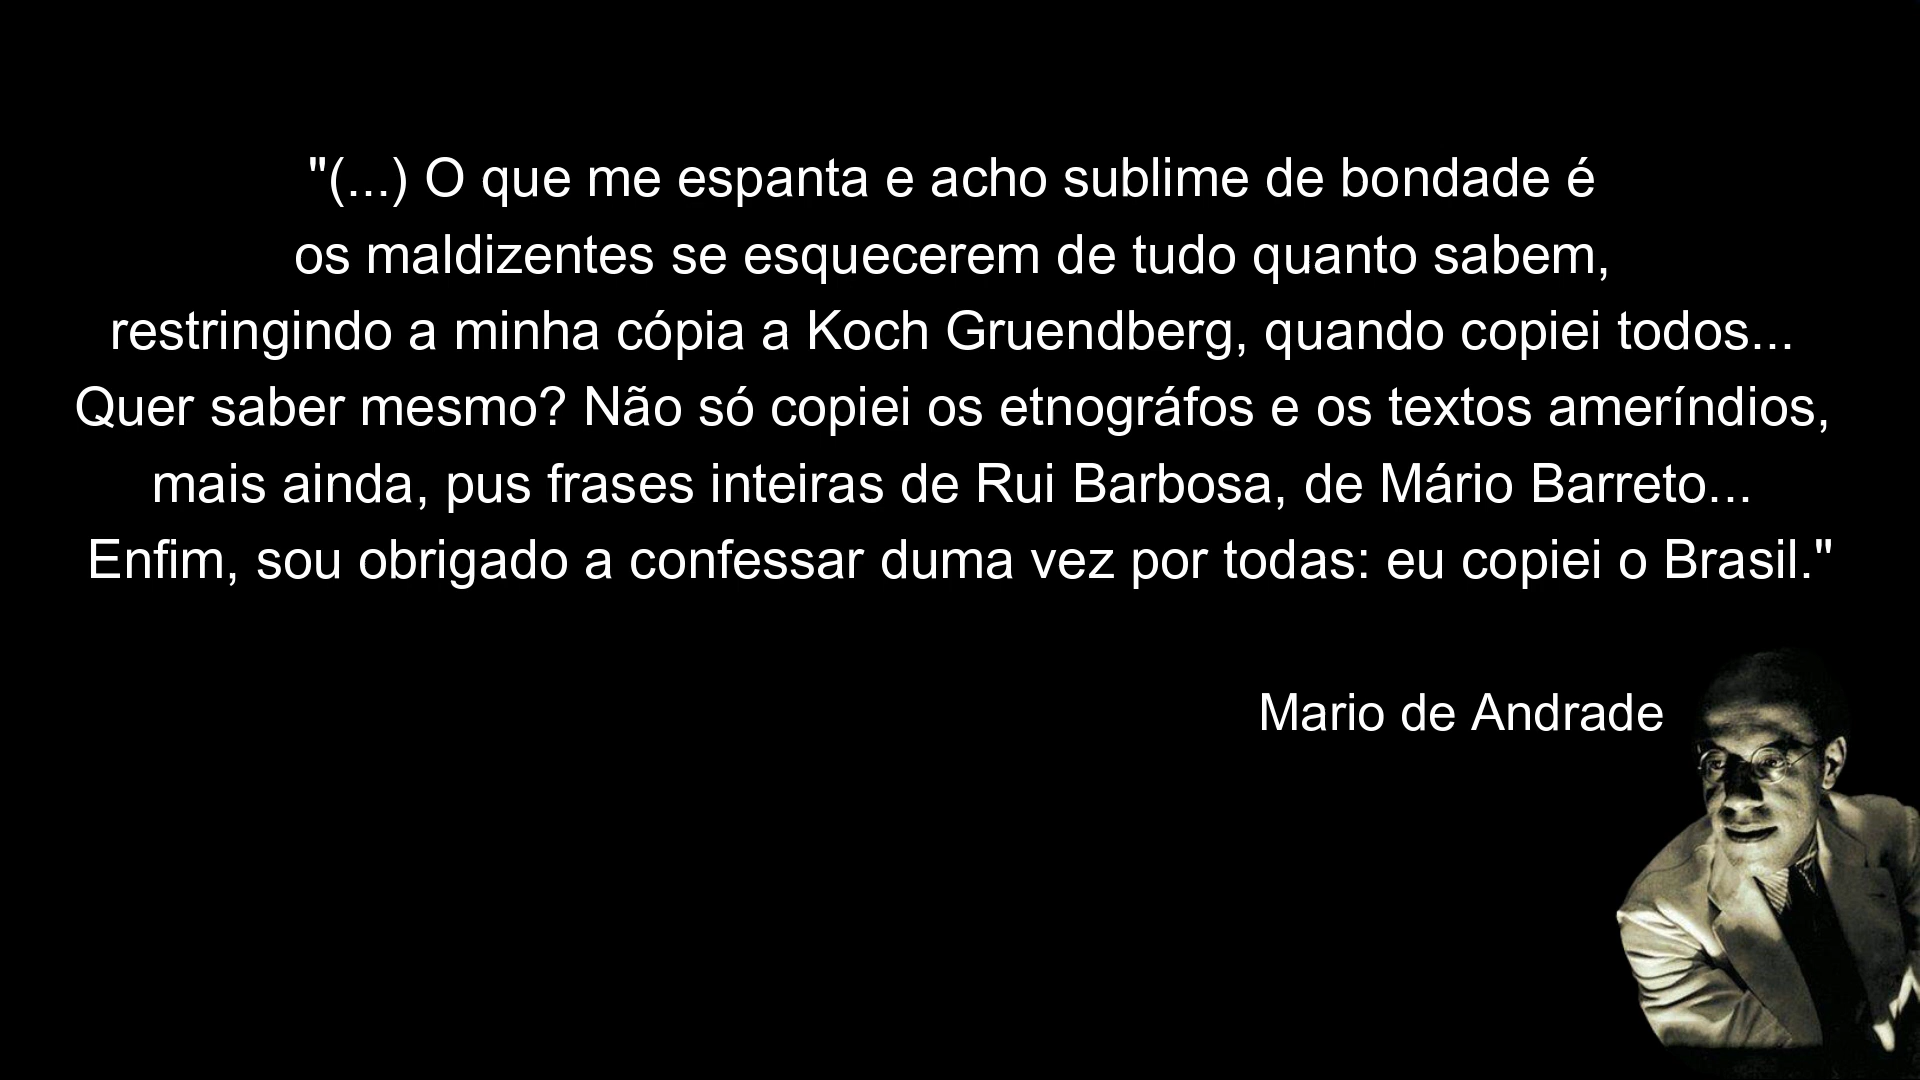 "(...) O que me espanta e acho sublime de bondade é
os maldizentes se esquecerem de tudo quanto sabem,
restringindo a minha cópia a Koch Gruendberg, quando copiei todos...
Quer saber mesmo? Não só copiei os etnográfos e os textos ameríndios,
mais ainda, pus frases inteiras de Rui Barbosa, de Mário Barreto...
Enfim, sou obrigado a confessar duma vez por todas: eu copiei o Brasil."
Mario de Andrade